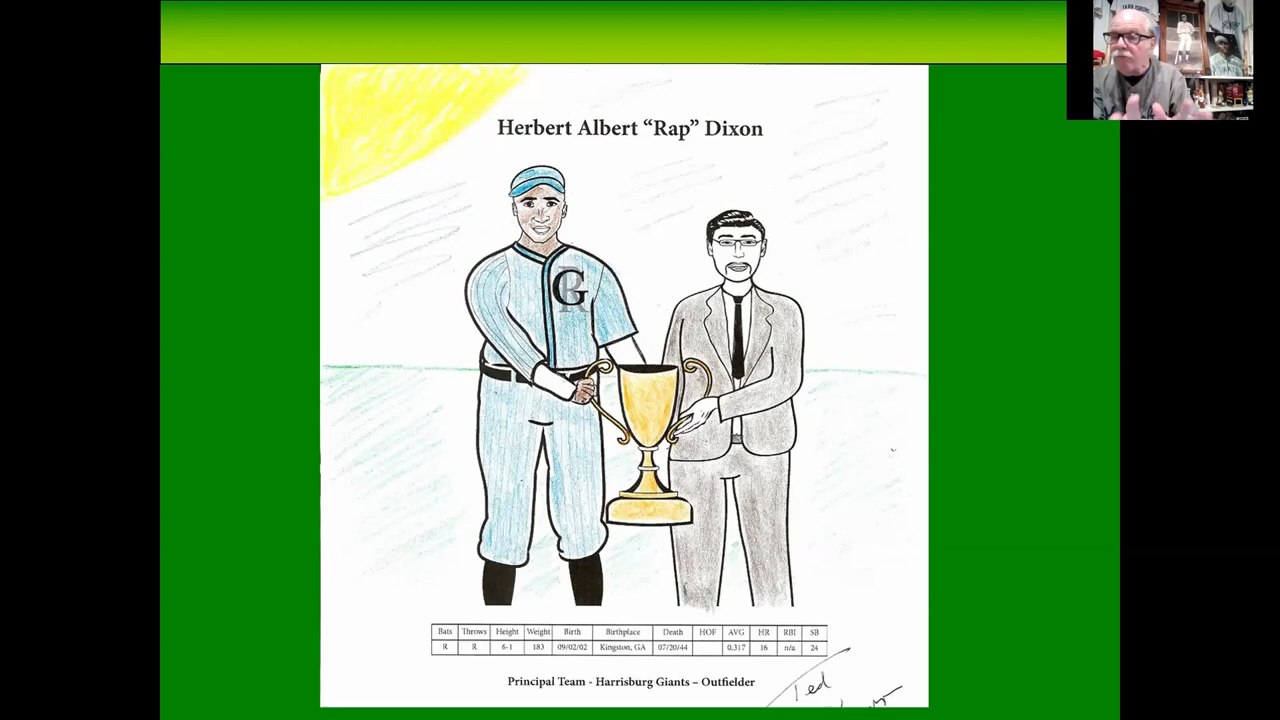 Herbert Albert “Rap” Dixon
G
R
Bats Throws Height Weight Birth Birthplace Death HOF AVG HR RBI SB
R R 6-1 183 09/02/02 Kingston, GA 07/20/44 0.317 16 n/a 24
Principal Team - Harrisburg Giants – Outfielder
Ted